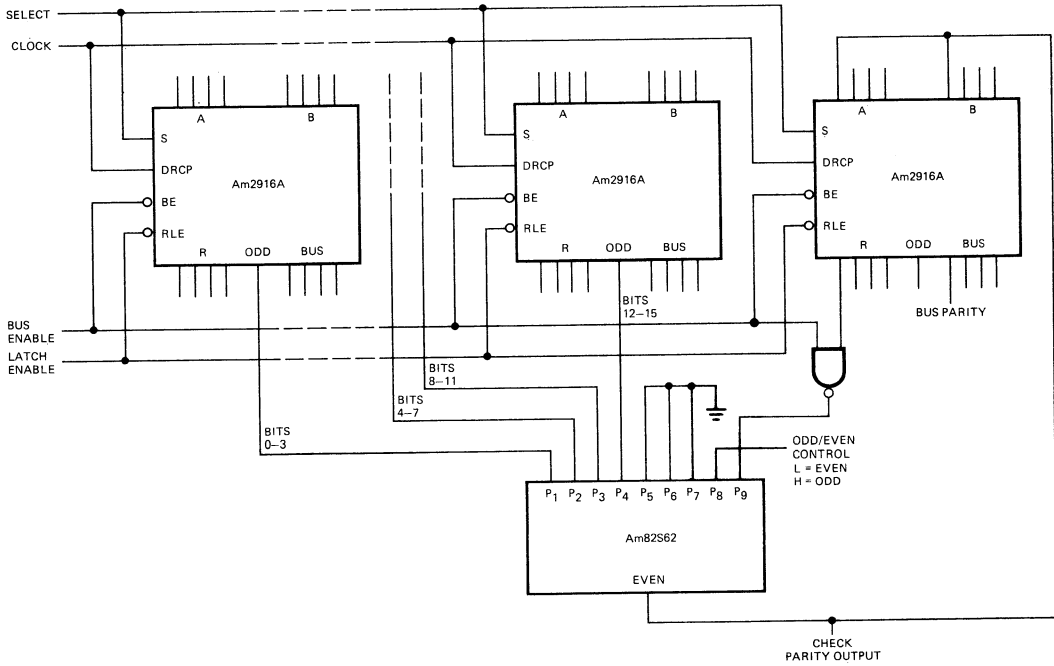 SELECT
CLOCK
A
B
S
DRCP
Am2916A
BE
RLE
R
ODD
BUS
A
B
S
DRCP
Am2916A
BE
RLE
R
ODD
BUS
A
B
S
DRCP
Am2916A
BE
RLE
R
ODD
BUS
BUS
ENABLE
LATCH
ENABLE
BITS
12–15
BUS PARITY
BITS
8–11
BITS
4–7
BITS
0–3
ODD/EVEN
CONTROL
L = EVEN
H = ODD
P1 P2 P3 P4 P5 P6 P7 P8 P9
Am82S62
EVEN
CHECK
PARITY OUTPUT